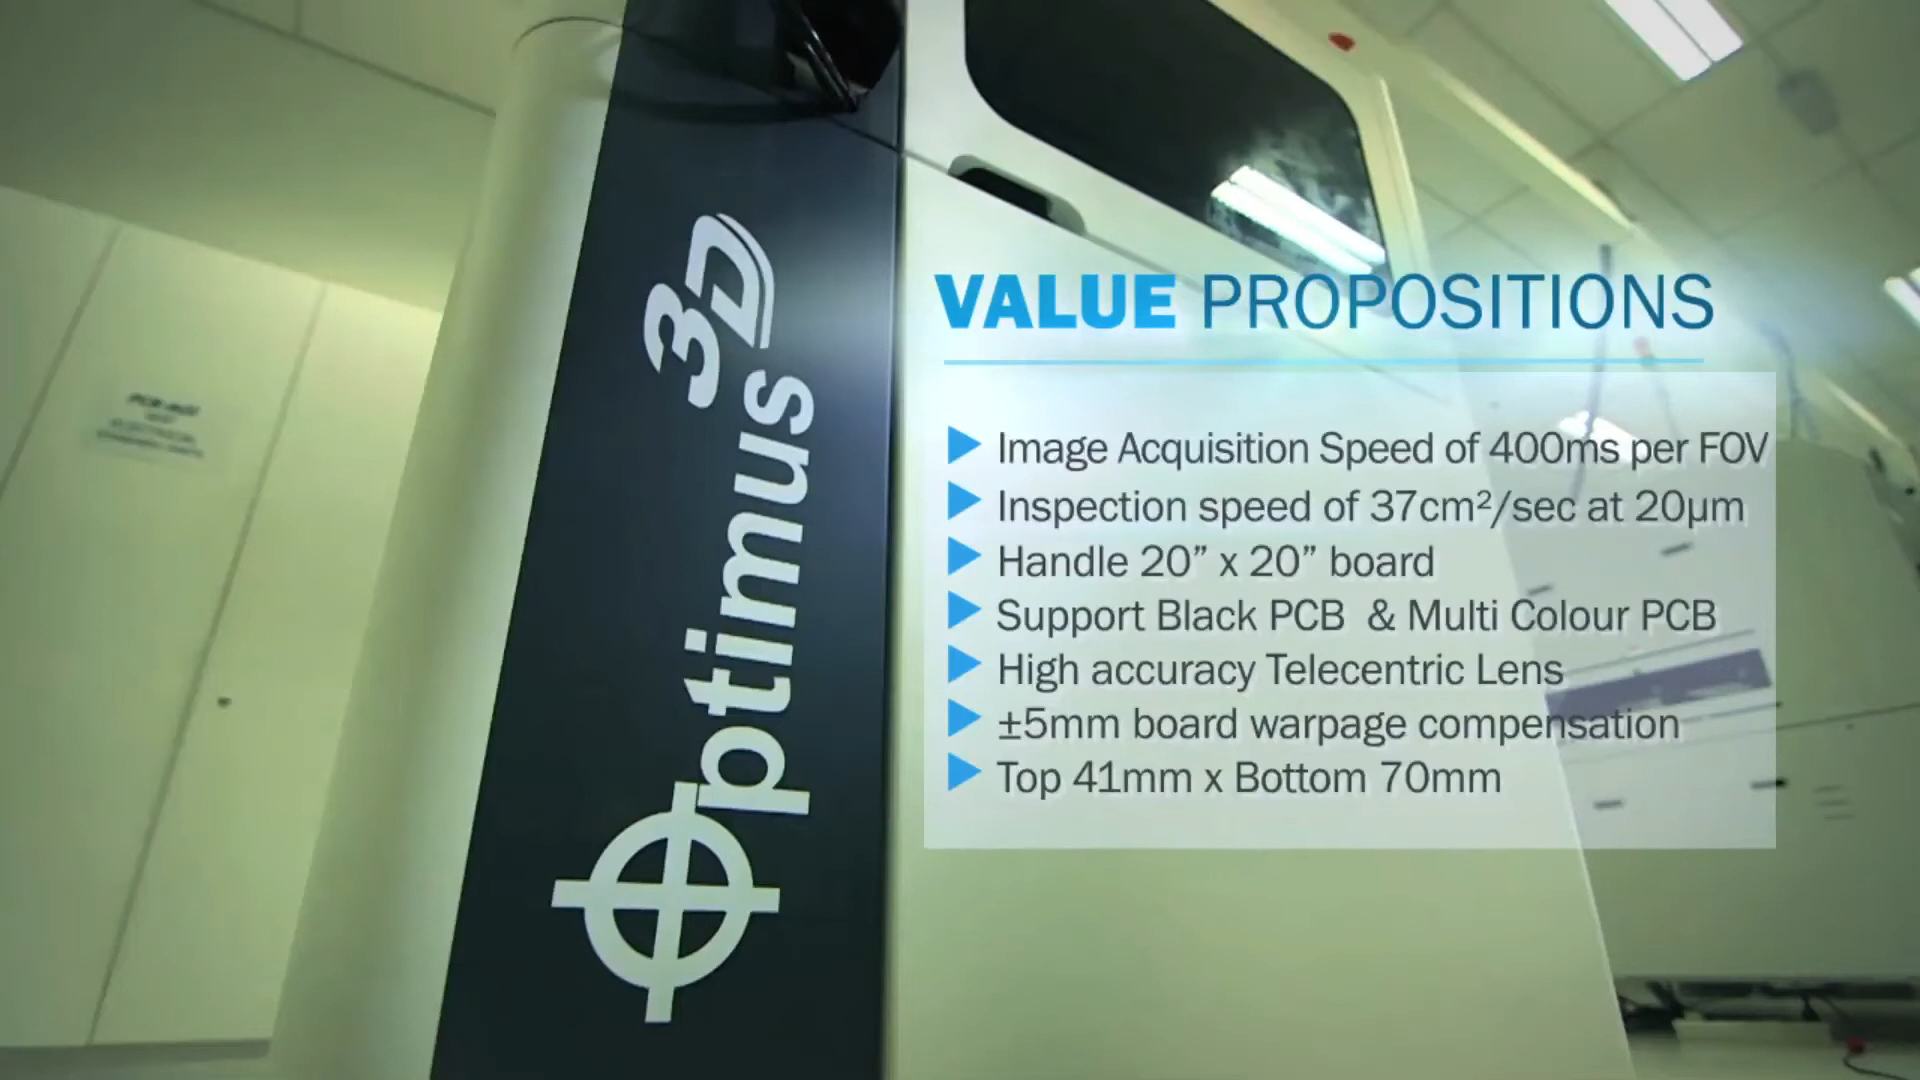 Optimus 3D
VALUE PROPOSITIONS
Image Acquisition Speed of 400ms per FOV
Inspection speed of 37cm²/sec at 20µm
Handle 20” x 20” board
Support Black PCB & Multi Colour PCB
High accuracy Telecentric Lens
±5mm board warpage compensation
Top 41mm x Bottom 70mm